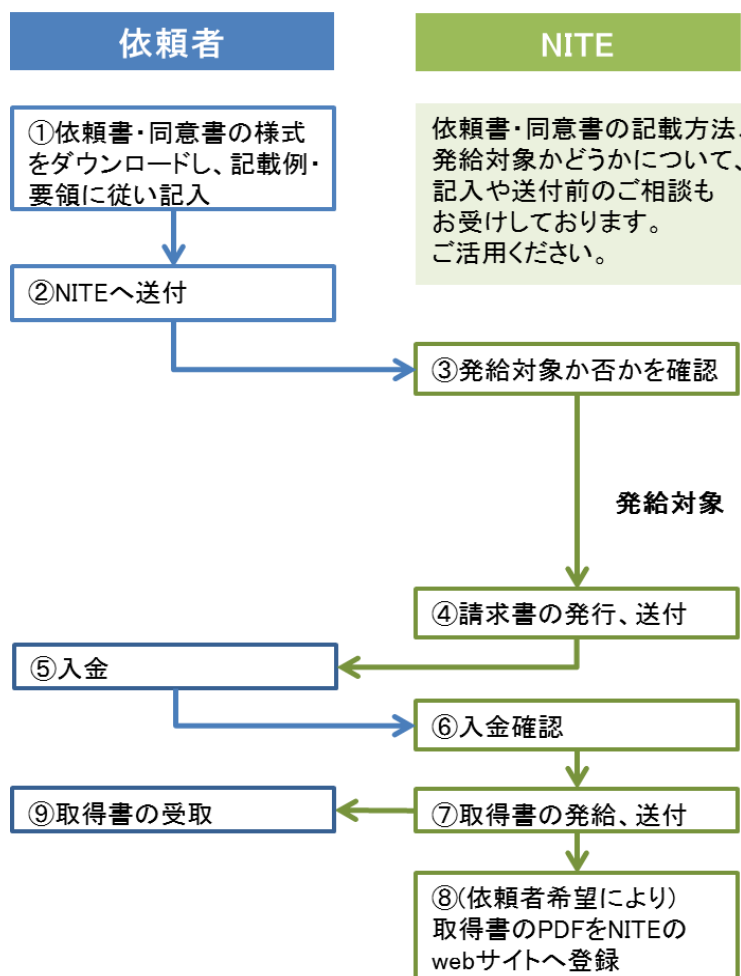 依頼者
NITE
①依頼書・同意書の様式
をダウンロードし、記載例・
要領に従い記入
依頼書・同意書の記載方法、
発給対象かどうかについて、
記入や送付前のご相談も
お受けしております。
ご活用ください。
②NITEへ送付
③発給対象か否かを確認
発給対象
④請求書の発行、送付
⑤入金
⑥入金確認
⑨取得書の受取
⑦取得書の発給、送付
⑧(依頼者希望により)
取得書のPDFをNITEの
webサイトへ登録